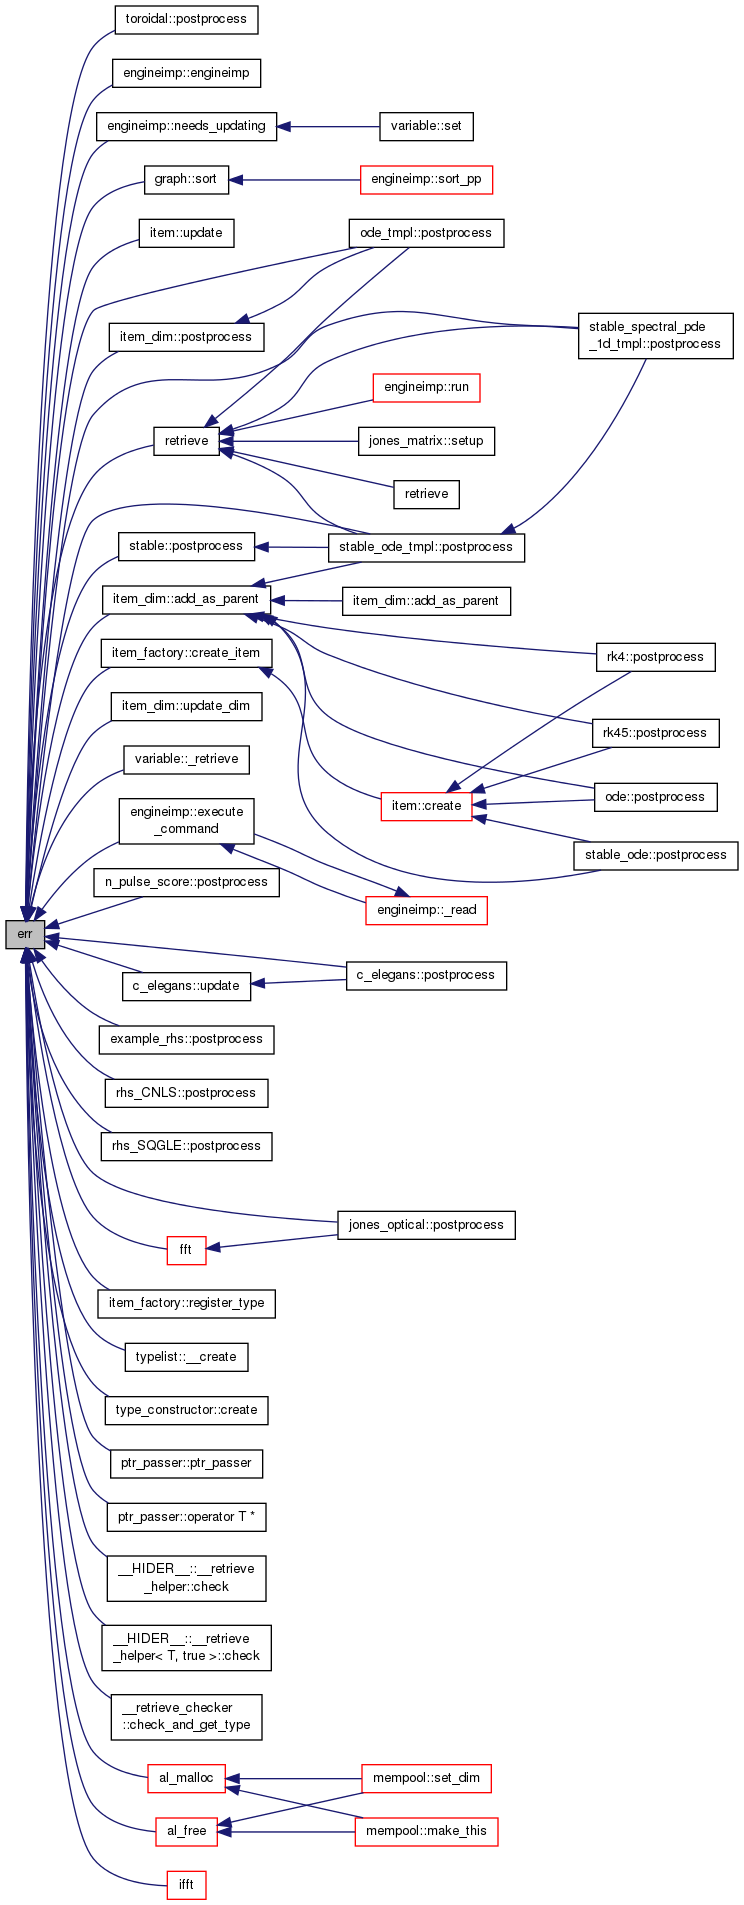 toroidal::postprocess
engineimp::engineimp
engineimp::needs_updating
variable::set
graph::sort
engineimp::sort_pp
item::update
ode_tmpl::postprocess
item_dim::postprocess
stable_spectral_pde
_1d_tmpl::postprocess
engineimp::run
retrieve
jones_matrix::setup
retrieve
stable::postprocess
stable_ode_tmpl::postprocess
item_dim::add_as_parent
item_dim::add_as_parent
item_factory::create_item
rk4::postprocess
item_dim::update_dim
rk45::postprocess
variable::_retrieve
ode::postprocess
engineimp::execute
_command
item::create
stable_ode::postprocess
n_pulse_score::postprocess
engineimp::_read
err
c_elegans::update
c_elegans::postprocess
example_rhs::postprocess
rhs_CNLS::postprocess
rhs_SQGLE::postprocess
jones_optical::postprocess
fft
item_factory::register_type
typelist::__create
type_constructor::create
ptr_passer::ptr_passer
ptr_passer::operator T *
__HIDER__::__retrieve
_helper::check
__HIDER__::__retrieve
_helper< T, true >::check
__retrieve_checker
::check_and_get_type
al_malloc
mempool::set_dim
al_free
mempool::make_this
ifft